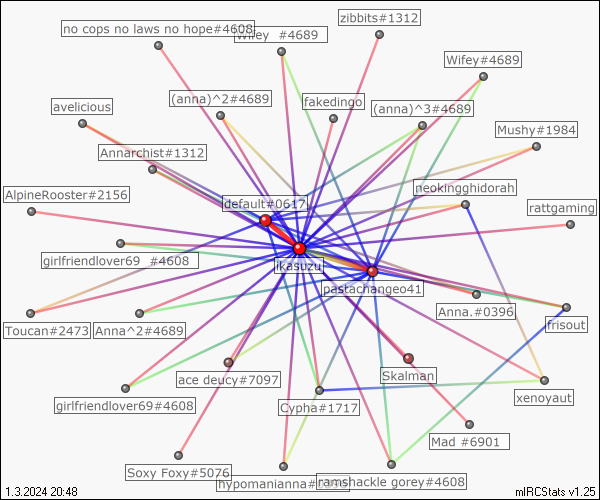 zibbits#1312
no cops no laws no hope#4608
Wifey #4689
Wifey#4689
(anna)^2#4689
fakedingo
(anna)^3#4689
avelicious
Mushy#1984
Annarchist#1312
neokingghidorah
AlpineRooster#2156
default#0617
rattgaming
girlfriendlover69 #4608
ikasuzu
pastachangeo41
Anna.#0396
frisout
Toucan#2473
Anna^2#4689
ace deucy#7097
Skalman
xenoyaut
girlfriendlover69#4608
Cypha#1717
Mad #6901
Soxy Foxy#5076
ramshackle gorey#4608
1.3.2024 20:48
mIRCStats v1.25